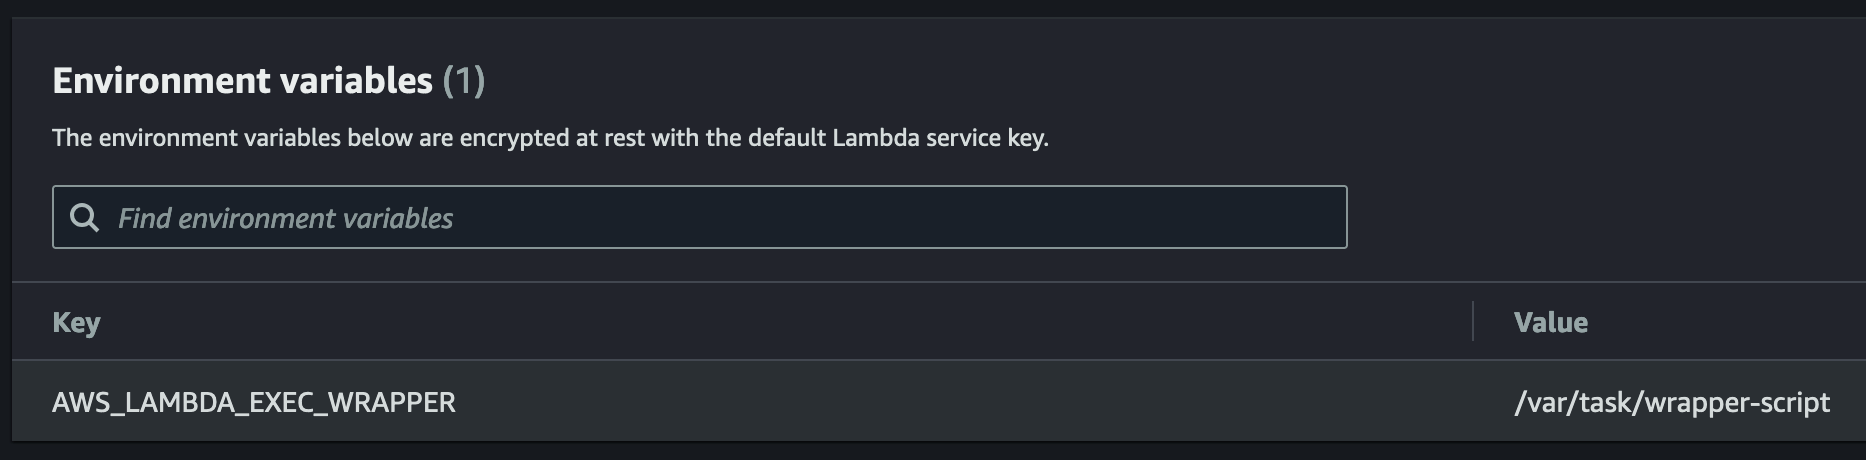 Environment variables (1)
The environment variables below are encrypted at rest with the default Lambda service key.
Find environment variables
Key Value
AWS_LAMBDA_EXEC_WRAPPER /var/task/wrapper-script